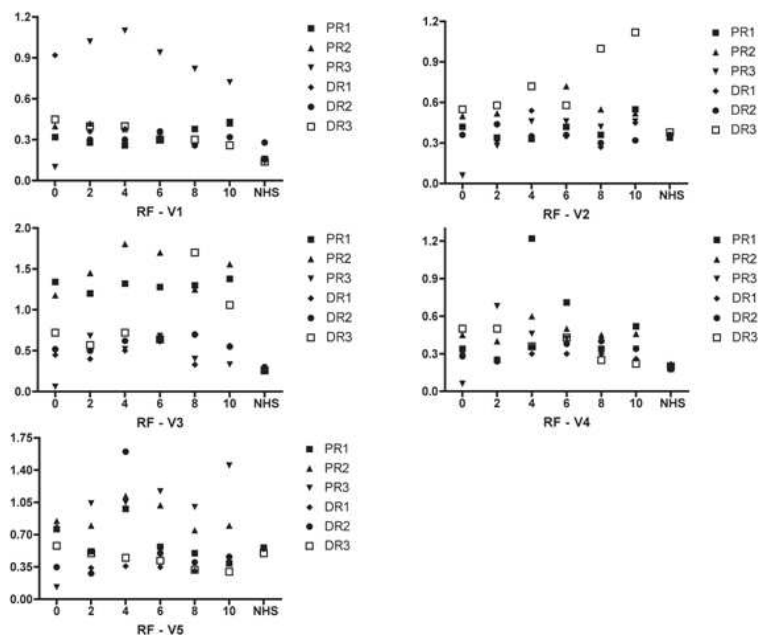 1.2
0.9
0.6
0.3
0.0
0 2 4 6 8 10 NHS
RF - V1
PR1
PR2
PR3
DR1
DR2
DR3
1.2
0.9
0.6
0.3
0.0
0 2 4 6 8 10 NHS
RF - V2
PR1
PR2
PR3
DR1
DR2
DR3
2.0
1.5
1.0
0.5
0.0
0 2 4 6 8 10 NHS
RF - V3
PR1
PR2
PR3
DR1
DR2
DR3
1.2
0.9
0.6
0.3
0.0
0 2 4 6 8 10 NHS
RF - V4
PR1
PR2
PR3
DR1
DR2
DR3
1.75
1.40
1.05
0.70
0.35
0.00
0 2 4 6 8 10 NHS
RF - V5
PR1
PR2
PR3
DR1
DR2
DR3